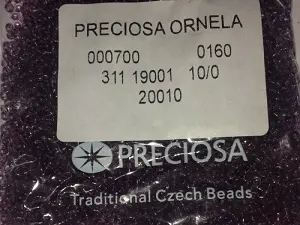 PRECIOSA ORNELA
000700 0160
311 19001 10/0
20010
PRECIOSA
Traditional Czech Beads